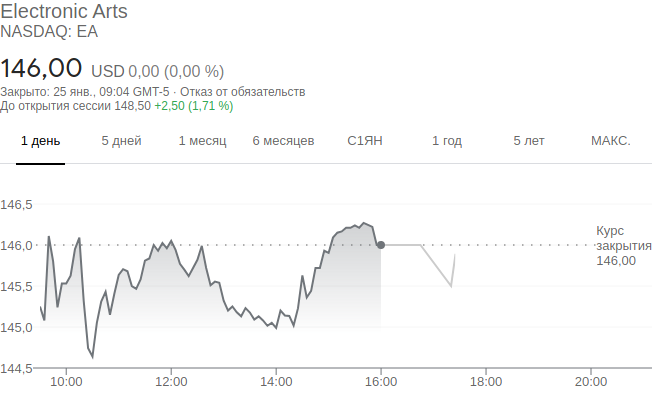 Electronic Arts
NASDAQ: EA
146,00 USD 0,00 (0,00 %)
Закрыто: 25 янв., 09:04 GMT-5 · Отказ от обязательств
До открытия сессии 148,50 +2,50 (1,71 %)
1 день 5 дней 1 месяц 6 месяцев С1ЯН 1 год 5 лет МАКС.
146,5
146,0
145,5
145,0
144,5
Курс
закрытия
146,00
10:00 12:00 14:00 16:00 18:00 20:00